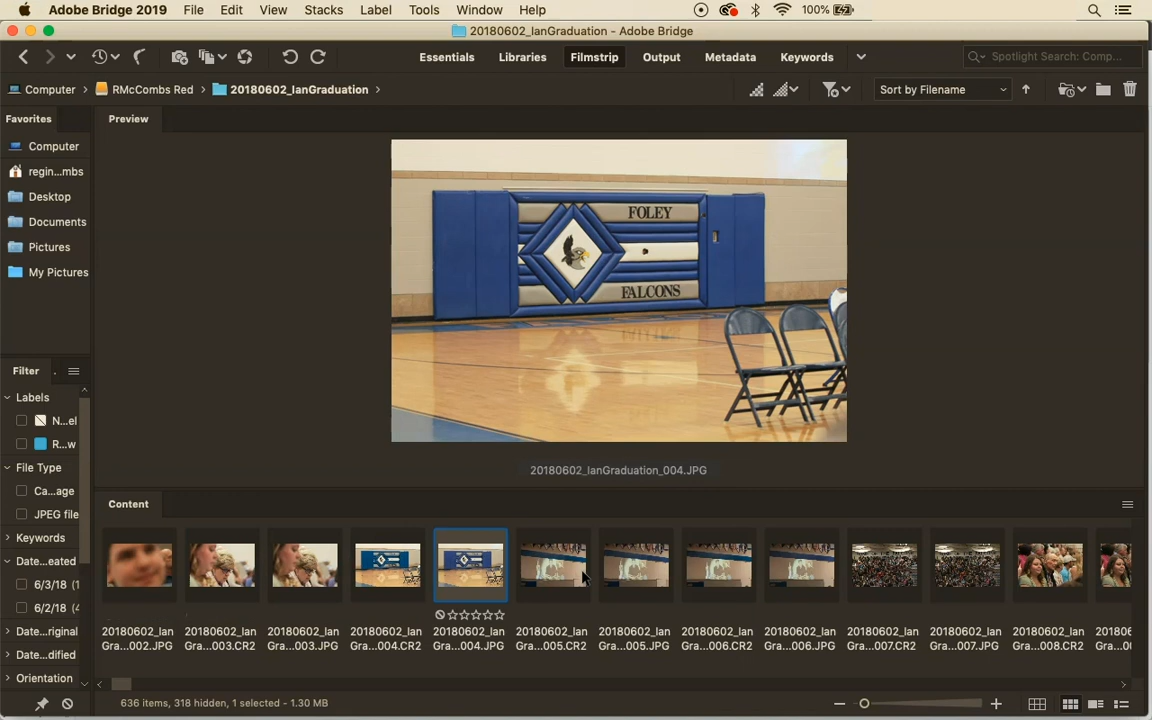 Adobe Bridge 2019 File Edit View Stacks Label Tools Window Help 100%
20180602_IanGraduation - Adobe Bridge
Essentials Libraries Filmstrip Output Metadata Keywords Spotlight Search: Comp...
Computer RMcCombs Red 20180602_IanGraduation Sort by Filename
Favorites Preview
Computer
regin...mbs
Desktop
Documents
Pictures
My Pictures
FOLEY
FALCONS
20180602_IanGraduation_004.JPG
Filter
Labels
N...el
R...w
File Type
Ca...age
JPEG file
Keywords
Date...eated
6/3/18 (1
6/2/18 (4
Date...riginal
Date...dified
Orientation
Content
20180602_Ian 20180602_Ian 20180602_Ian 20180602_Ian 20180602_Ian 20180602_Ian 20180602_Ian 20180602_Ian 20180602_Ian 20180602_Ian 20180602_Ian 20180602_Ian 201806
Gra...002.JPG Gra...003.CR2 Gra...003.JPG Gra...004.CR2 Gra...004.JPG Gra...005.CR2 Gra...005.JPG Gra...006.CR2 Gra...006.JPG Gra...007.CR2 Gra...007.JPG Gra...008.CR2 Gra...00
636 items, 318 hidden, 1 selected - 1.30 MB